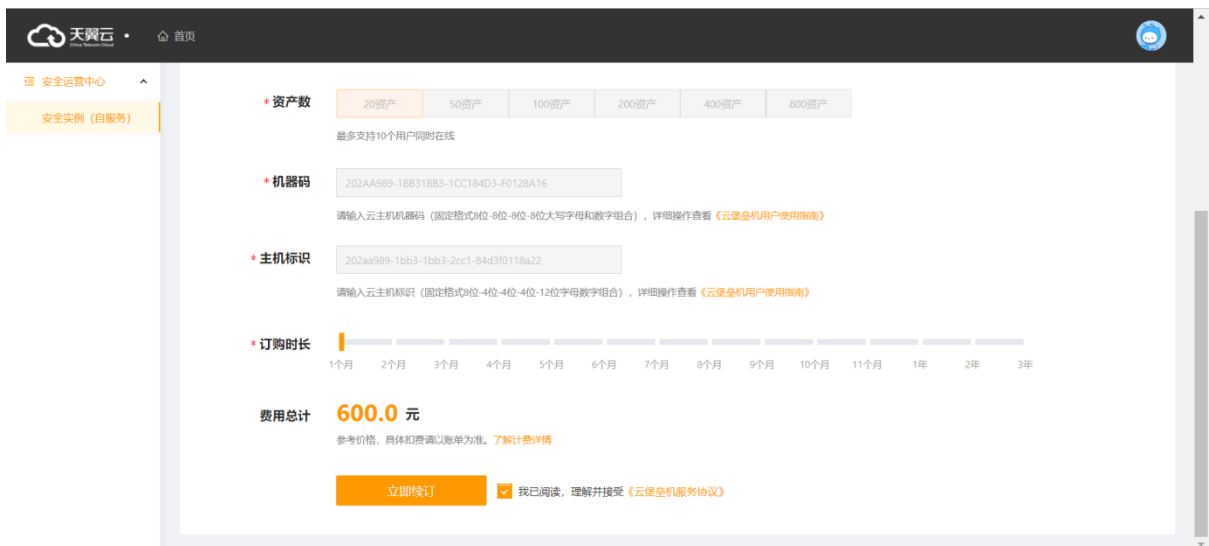 天翼云
China Telecom Cloud
首页
安全运营中心
安全实例（自服务）
* 资产数
20资产 50资产 100资产 200资产 400资产 800资产
最多支持10个用户同时在线
* 机器码
202AA989-1BB31BB3-1CC184D3-F0128A16
请输入云主机机器码（固定格式8位-8位-8位-8位大写字母和数字组合），详细操作查看《云堡垒机用户使用指南》
* 主机标识
202aa989-1bb3-1bb3-2cc1-84d3f0118a22
请输入云主机标识（固定格式8位-4位-4位-4位-12位字母数字组合），详细操作查看《云堡垒机用户使用指南》
* 订购时长
1个月 2个月 3个月 4个月 5个月 6个月 7个月 8个月 9个月 10个月 11个月 1年 2年 3年
费用总计
600.0 元
参考价格，具体扣费请以账单为准。了解计费详情
立即续订
我已阅读，理解并接受《云堡垒机服务协议》